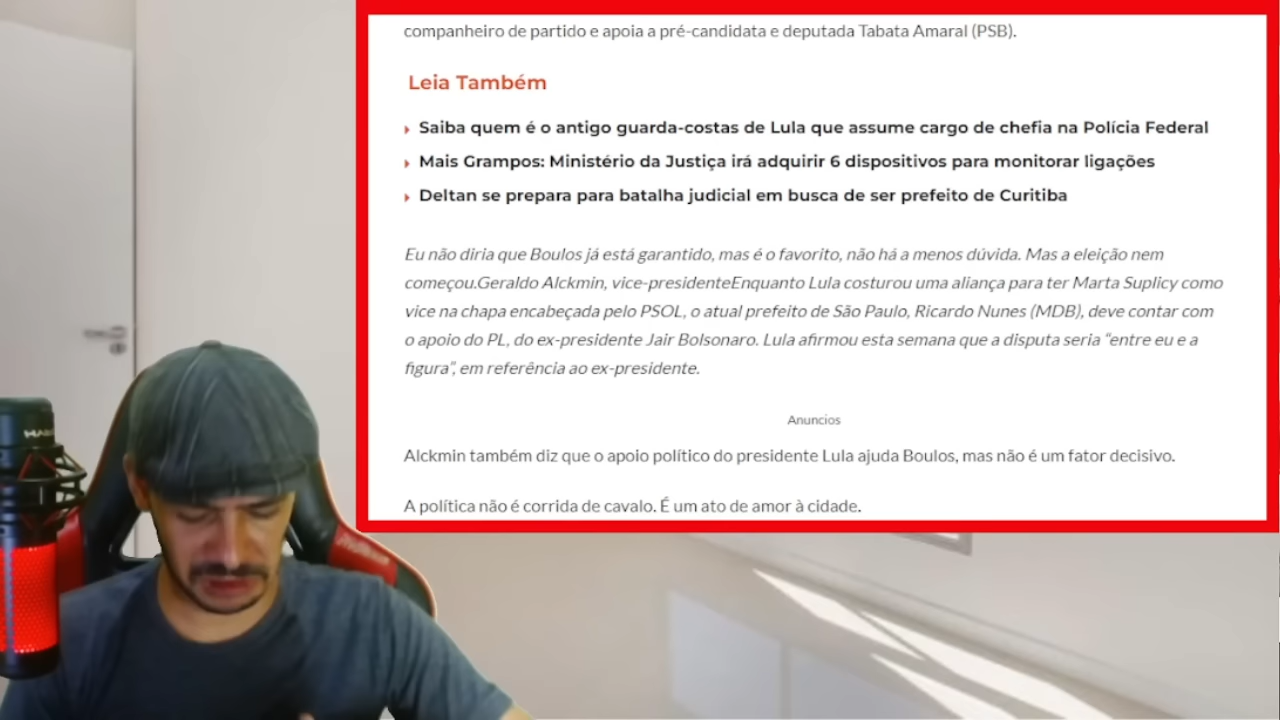 companheiro de partido e apoia a pré-candidata e deputada Tabata Amaral (PSB).
Leia Também
Saiba quem é o antigo guarda-costas de Lula que assume cargo de chefia na Polícia Federal
Mais Grampos: Ministério da Justiça irá adquirir 6 dispositivos para monitorar ligações
Deltan se prepara para batalha judicial em busca de ser prefeito de Curitiba
Eu não diria que Boulos já está garantido, mas é o favorito, não há a menos dúvida. Mas a eleição nem
começou.Geraldo Alckmin, vice-presidenteEnquanto Lula costurou uma aliança para ter Marta Suplicy como
vice na chapa encabeçada pelo PSOL, o atual prefeito de São Paulo, Ricardo Nunes (MDB), deve contar com
o apoio do PL, do ex-presidente Jair Bolsonaro. Lula afirmou esta semana que a disputa seria “entre eu e a
figura”, em referência ao ex-presidente.
Anuncios
Alckmin também diz que o apoio político do presidente Lula ajuda Boulos, mas não é um fator decisivo.
A política não é corrida de cavalo. É um ato de amor à cidade.